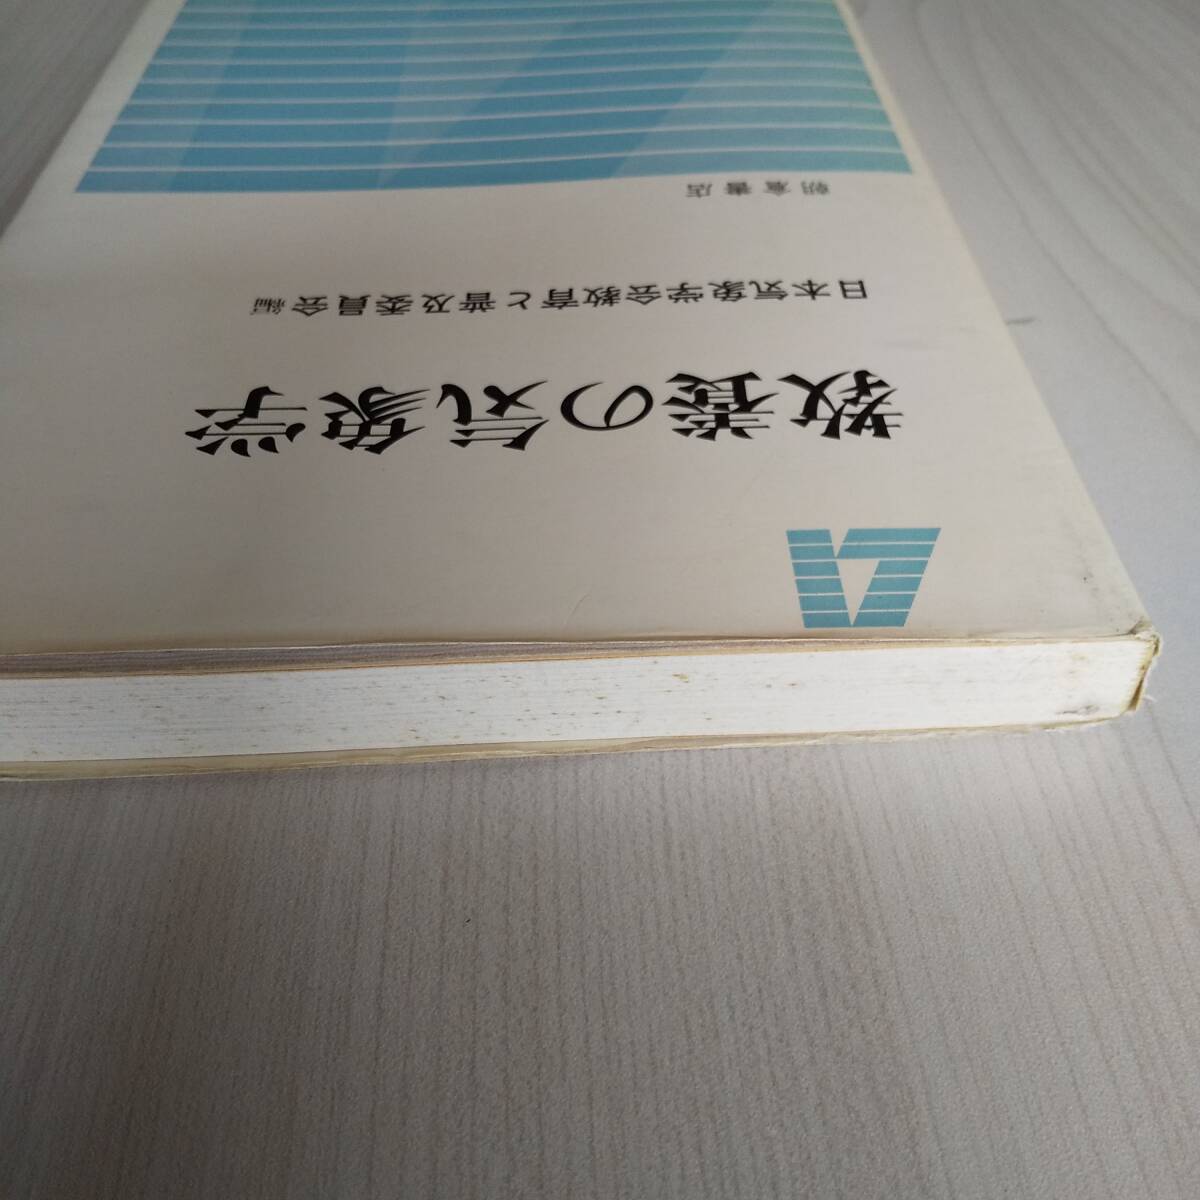 教養の気象学
日本気象学会教育と普及委員会編
朝倉書店